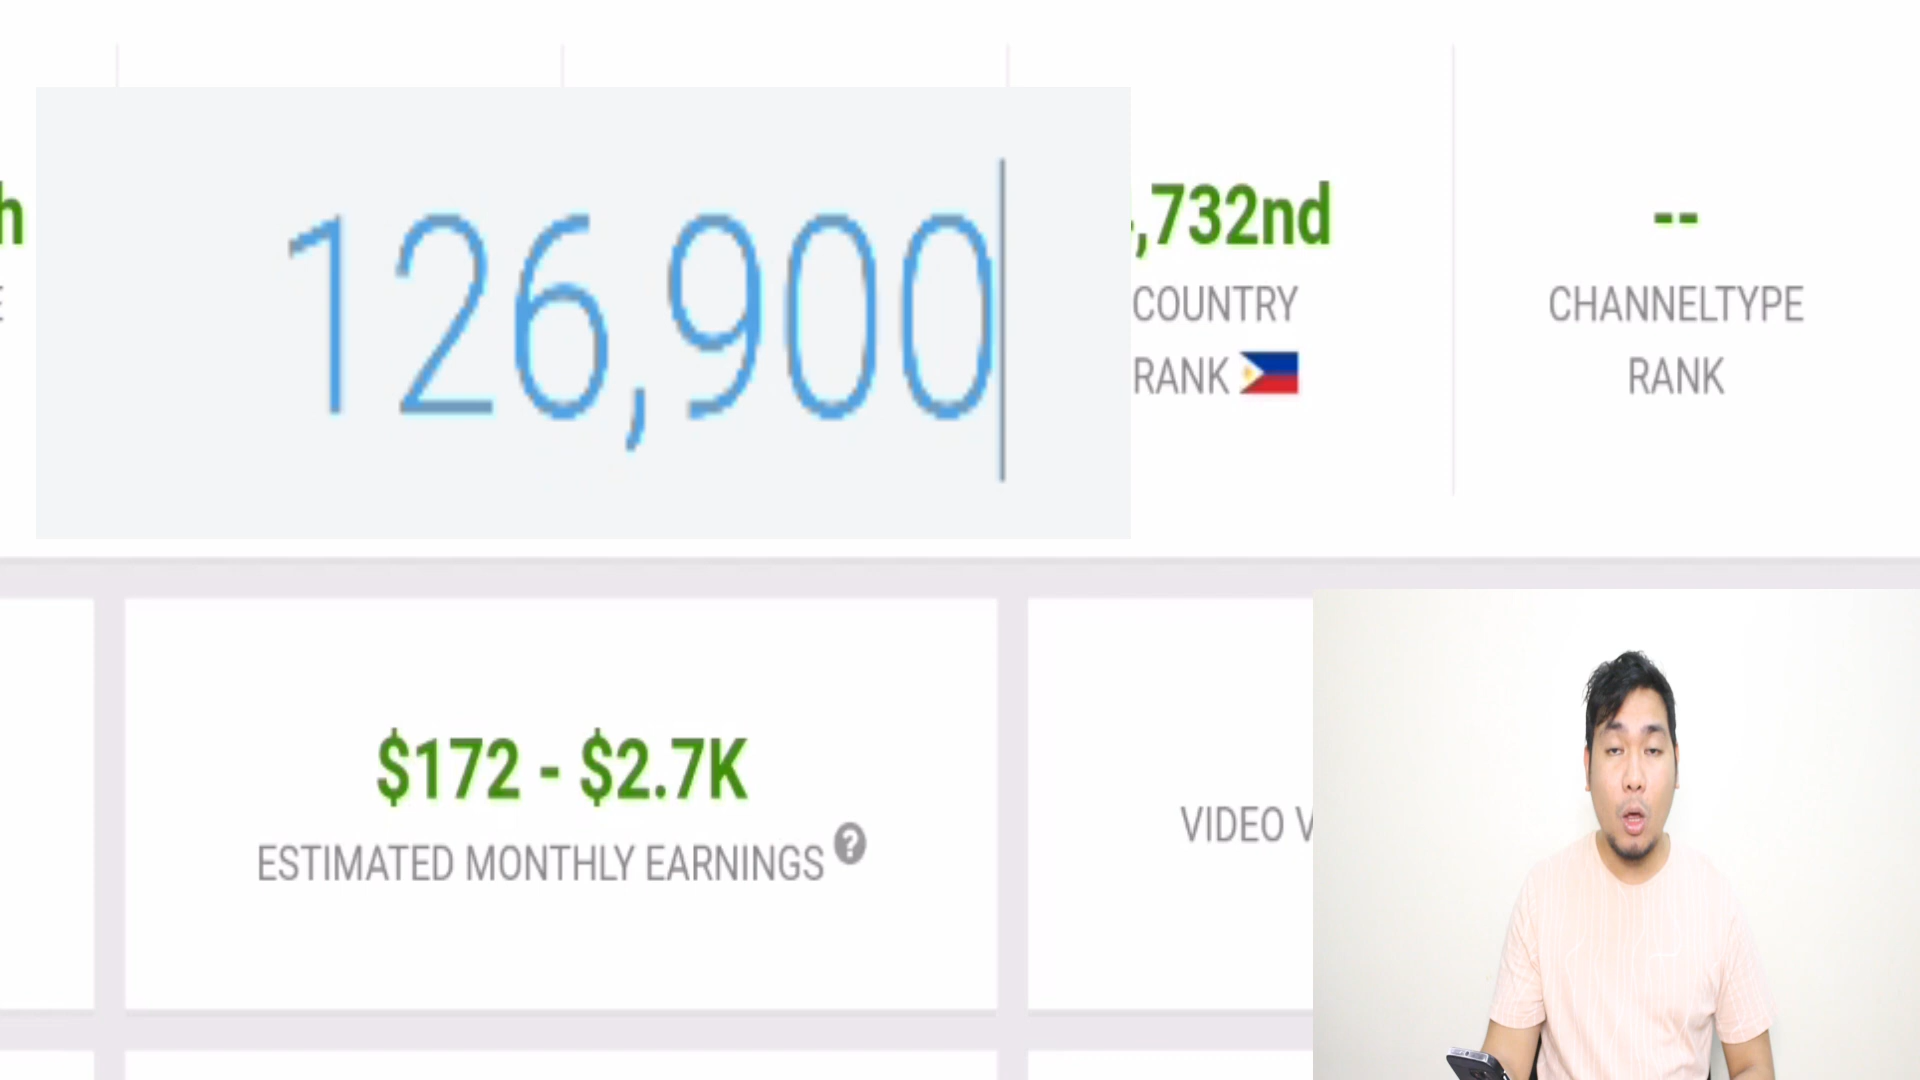 126,900
,732nd
COUNTRY
RANK
--
CHANNELTYPE
RANK
$172 - $2.7K
ESTIMATED MONTHLY EARNINGS ?
VIDEO